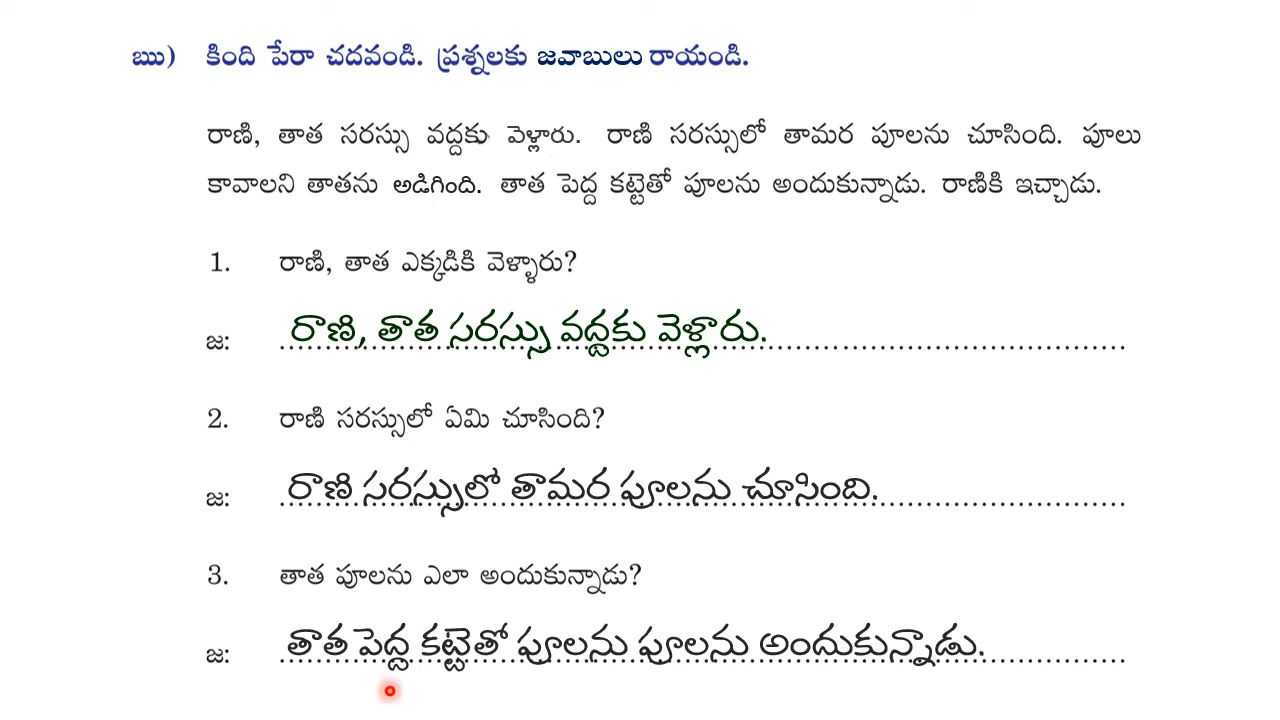 ఋ) కింది పేరా చదవండి. ప్రశ్నలకు జవాబులు రాయండి.
రాణి, తాత సరస్సు వద్దకు వెళ్లారు. రాణి సరస్సులో తామర పూలను చూసింది. పూలు
కావాలని తాతను అడిగింది. తాత పెద్ద కట్టెతో పూలను అందుకున్నాడు. రాణికి ఇచ్చాడు.
1. రాణి, తాత ఎక్కడికి వెళ్ళారు?
జ: రాణి, తాత సరస్సు వద్దకు వెళ్లారు.
2. రాణి సరస్సులో ఏమి చూసింది?
జ: రాణి సరస్సులో తామర పూలను చూసింది.
3. తాత పూలను ఎలా అందుకున్నాడు?
జ: తాత పెద్ద కట్టెతో పూలను పూలను అందుకున్నాడు.